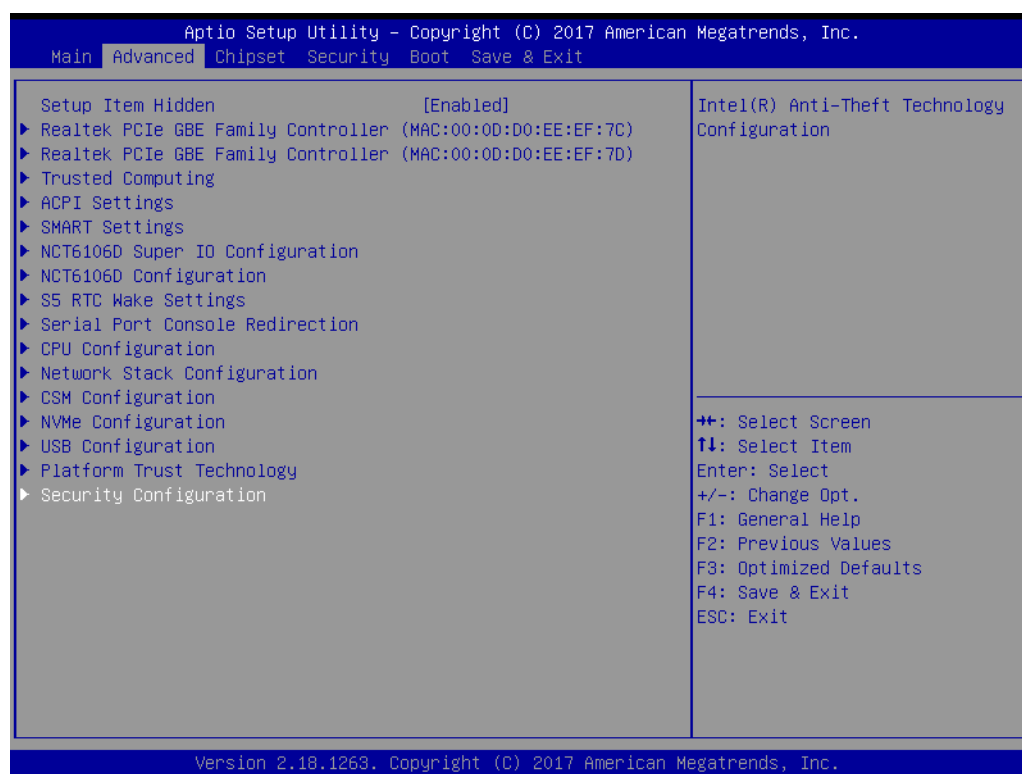 Aptio Setup Utility – Copyright (C) 2017 American Megatrends, Inc.
Main Advanced Chipset Security Boot Save & Exit
Setup Item Hidden [Enabled]
▶ Realtek PCIe GBE Family Controller (MAC:00:0D:D0:EE:EF:7C)
▶ Realtek PCIe GBE Family Controller (MAC:00:0D:D0:EE:EF:7D)
▶ Trusted Computing
▶ ACPI Settings
▶ SMART Settings
▶ NCT6106D Super IO Configuration
▶ NCT6106D Configuration
▶ S5 RTC Wake Settings
▶ Serial Port Console Redirection
▶ CPU Configuration
▶ Network Stack Configuration
▶ CSM Configuration
▶ NVMe Configuration
▶ USB Configuration
▶ Platform Trust Technology
▶ Security Configuration
Intel(R) Anti-Theft Technology
Configuration
→←: Select Screen
↑↓: Select Item
Enter: Select
+/-: Change Opt.
F1: General Help
F2: Previous Values
F3: Optimized Defaults
F4: Save & Exit
ESC: Exit
Version 2.18.1263. Copyright (C) 2017 American Megatrends, Inc.